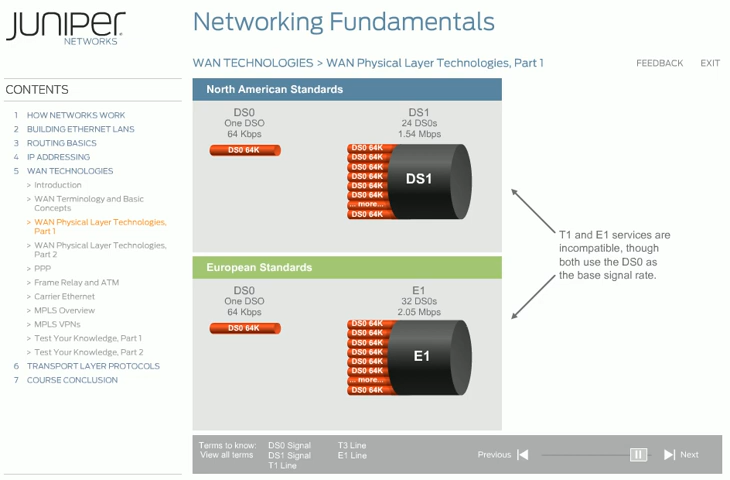 JUNIPER
NETWORKS
Networking Fundamentals
WAN TECHNOLOGIES > WAN Physical Layer Technologies, Part 1
FEEDBACK
EXIT
CONTENTS
1 HOW NETWORKS WORK
2 BUILDING ETHERNET LANS
3 ROUTING BASICS
4 IP ADDRESSING
5 WAN TECHNOLOGIES
> Introduction
> WAN Terminology and Basic
Concepts
> WAN Physical Layer Technologies,
Part 1
> WAN Physical Layer Technologies,
Part 2
> PPP
> Frame Relay and ATM
> Carrier Ethernet
> MPLS Overview
> MPLS VPNs
> Test Your Knowledge, Part 1
> Test Your Knowledge, Part 2
6 TRANSPORT LAYER PROTOCOLS
7 COURSE CONCLUSION
North American Standards
DS0
One DSO
64 Kbps
DS0 64K
DS1
24 DS0s
1.54 Mbps
DS0 64K
DS0 64K
DS0 64K
DS0 64K
DS0 64K
DS0 64K
... more...
DS0 64K
DS1
European Standards
DS0
One DSO
64 Kbps
DS0 64K
E1
32 DS0s
2.05 Mbps
DS0 64K
DS0 64K
DS0 64K
DS0 64K
DS0 64K
DS0 64K
... more...
DS0 64K
E1
T1 and E1 services are
incompatible, though
both use the DS0 as
the base signal rate.
Terms to know:
View all terms
DS0 Signal
DS1 Signal
T1 Line
T3 Line
E1 Line
Previous
Next